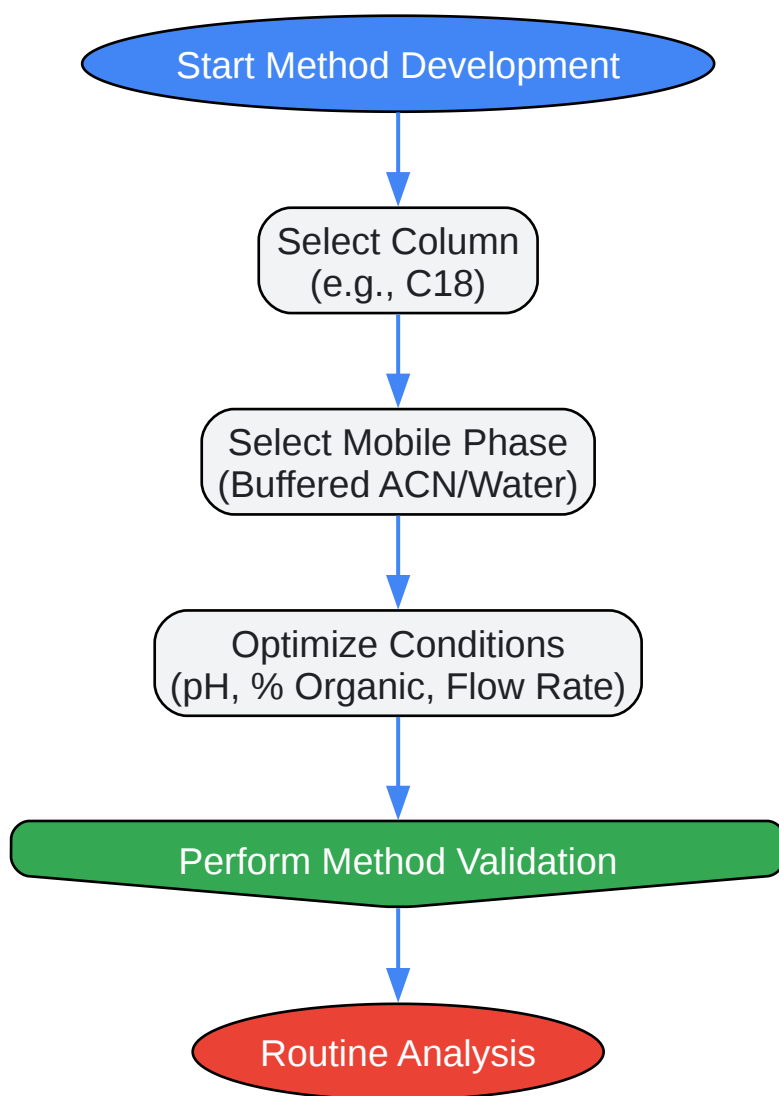 Start Method Development
Select Column
(e.g., C18)
Select Mobile Phase
(Buffered ACN/Water)
Optimize Conditions
(pH, % Organic, Flow Rate)
Perform Method Validation
Routine Analysis